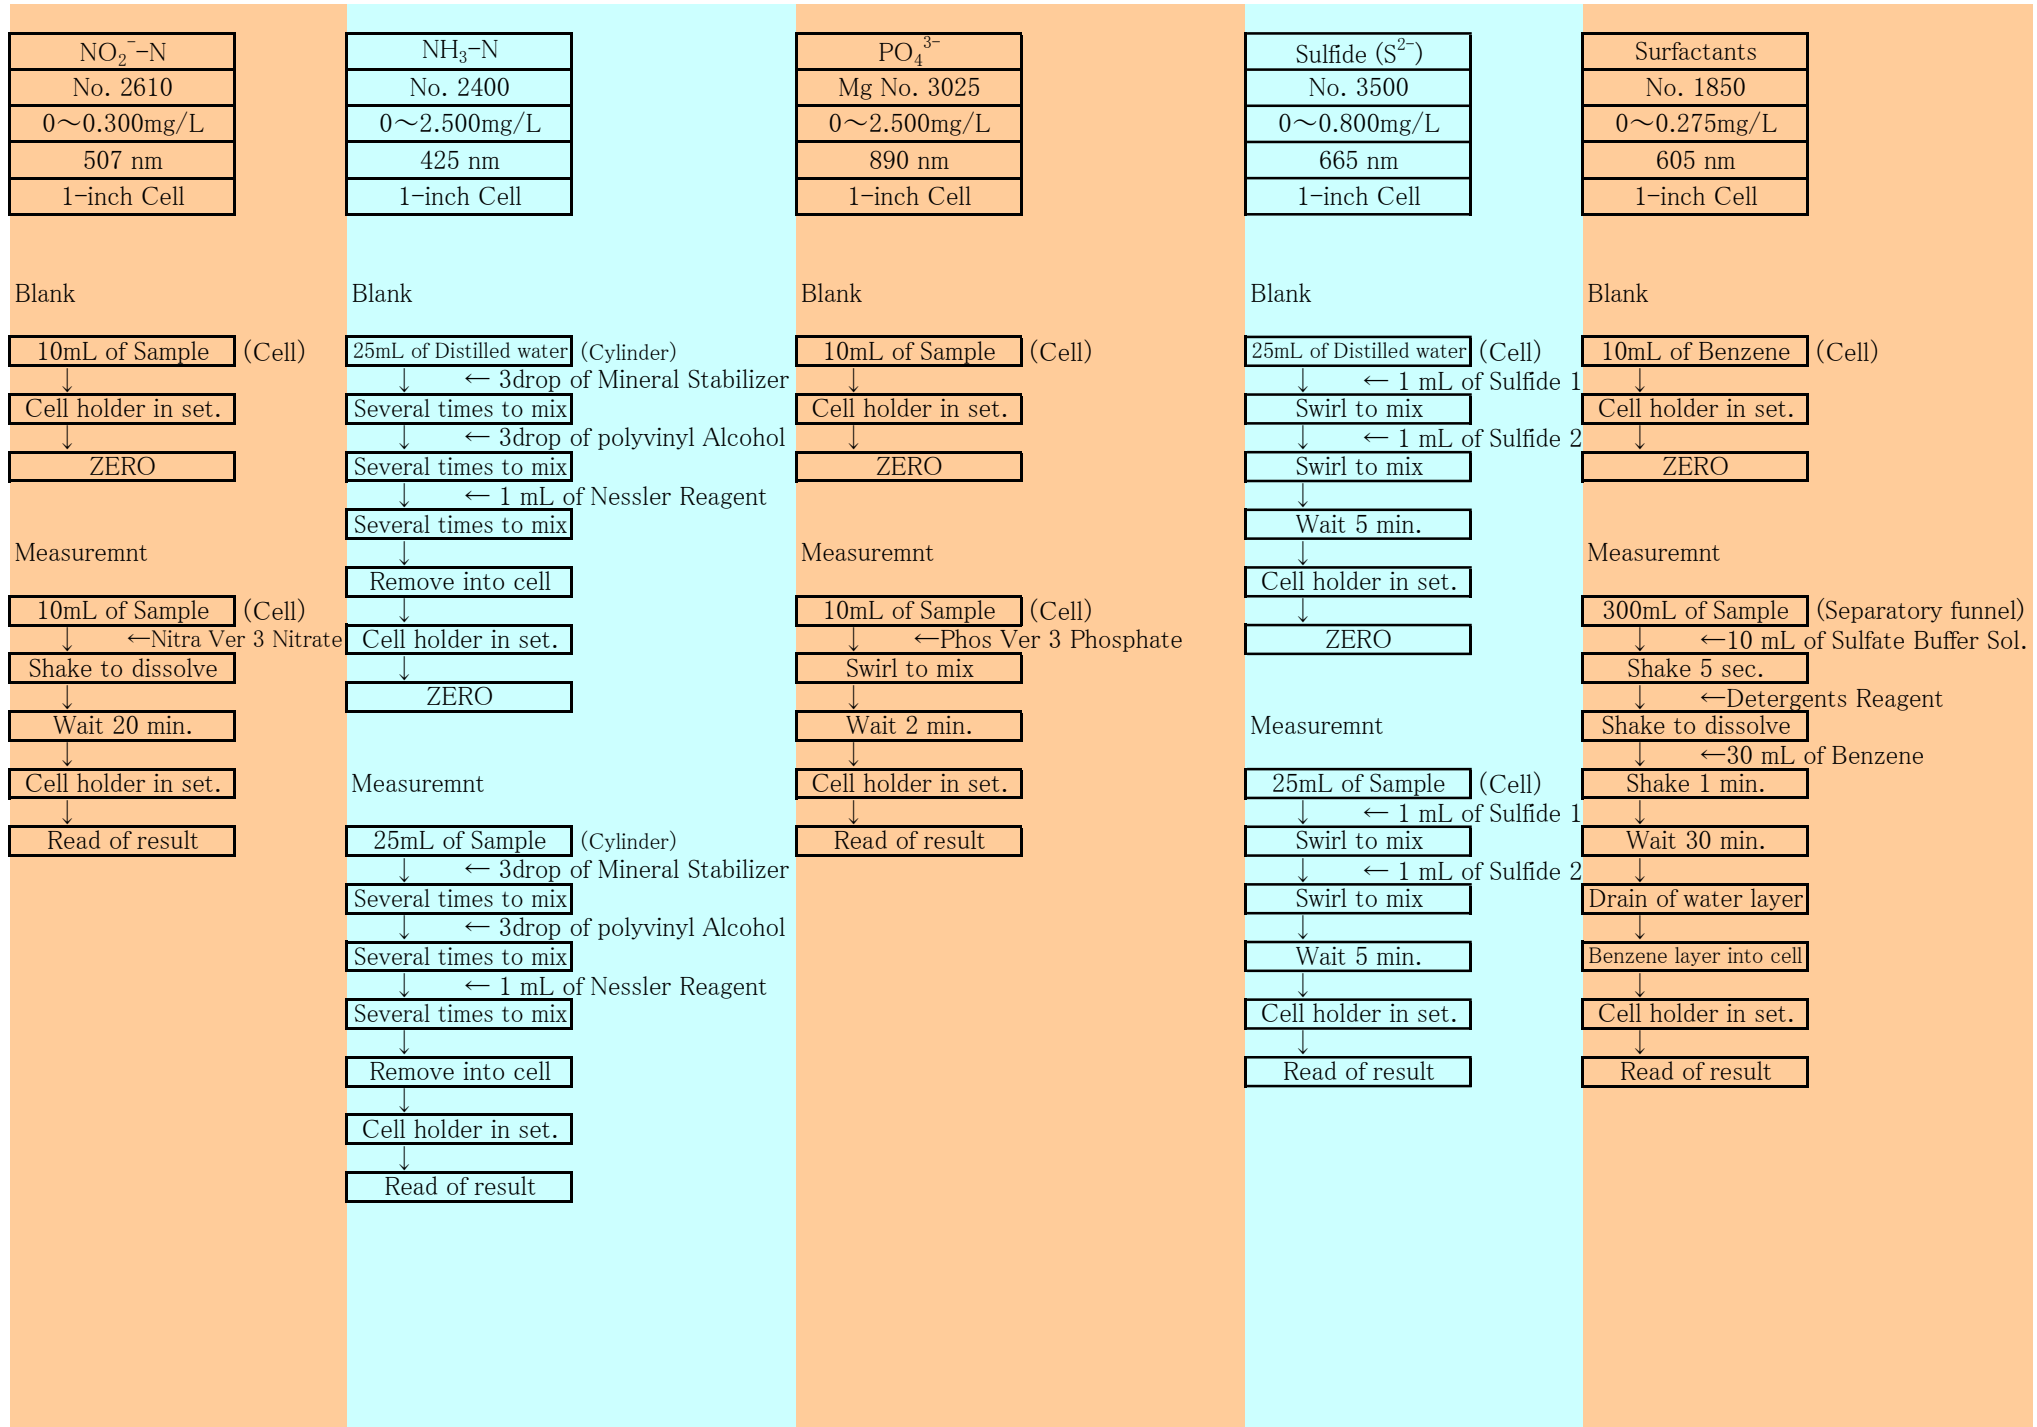 NO₂⁻-N
No. 2610
0～0.300mg/L
507 nm
1-inch Cell
Blank
10mL of Sample (Cell)
↓
Cell holder in set.
↓
ZERO
Measuremnt
10mL of Sample (Cell)
↓ ←Nitra Ver 3 Nitrate
Shake to dissolve
↓
Wait 20 min.
↓
Cell holder in set.
↓
Read of result
NH₃-N
No. 2400
0～2.500mg/L
425 nm
1-inch Cell
Blank
25mL of Distilled water (Cylinder)
↓ ← 3drop of Mineral Stabilizer
Several times to mix
↓ ← 3drop of polyvinyl Alcohol
Several times to mix
↓ ← 1 mL of Nessler Reagent
Several times to mix
↓
Remove into cell
↓
Cell holder in set.
↓
ZERO
Measuremnt
25mL of Sample (Cylinder)
↓ ← 3drop of Mineral Stabilizer
Several times to mix
↓ ← 3drop of polyvinyl Alcohol
Several times to mix
↓ ← 1 mL of Nessler Reagent
Several times to mix
↓
Remove into cell
↓
Cell holder in set.
↓
Read of result
PO₄³⁻
Mg No. 3025
0～2.500mg/L
890 nm
1-inch Cell
Blank
10mL of Sample (Cell)
↓
Cell holder in set.
↓
ZERO
Measuremnt
10mL of Sample (Cell)
↓ ←Phos Ver 3 Phosphate
Swirl to mix
↓
Wait 2 min.
↓
Cell holder in set.
↓
Read of result
Sulfide (S²⁻)
No. 3500
0～0.800mg/L
665 nm
1-inch Cell
Blank
25mL of Distilled water (Cell)
↓ ← 1 mL of Sulfide 1
Swirl to mix
↓ ← 1 mL of Sulfide 2
Swirl to mix
↓
Wait 5 min.
↓
Cell holder in set.
↓
ZERO
Measuremnt
25mL of Sample (Cell)
↓ ← 1 mL of Sulfide 1
Swirl to mix
↓ ← 1 mL of Sulfide 2
Swirl to mix
↓
Wait 5 min.
↓
Cell holder in set.
↓
Read of result
Surfactants
No. 1850
0～0.275mg/L
605 nm
1-inch Cell
Blank
10mL of Benzene (Cell)
↓
Cell holder in set.
↓
ZERO
Measuremnt
300mL of Sample (Separatory funnel)
↓ ←10 mL of Sulfate Buffer Sol.
Shake 5 sec.
↓ ←Detergents Reagent
Shake to dissolve
↓ ←30 mL of Benzene
Shake 1 min.
↓
Wait 30 min.
↓
Drain of water layer
↓
Benzene layer into cell
↓
Cell holder in set.
↓
Read of result